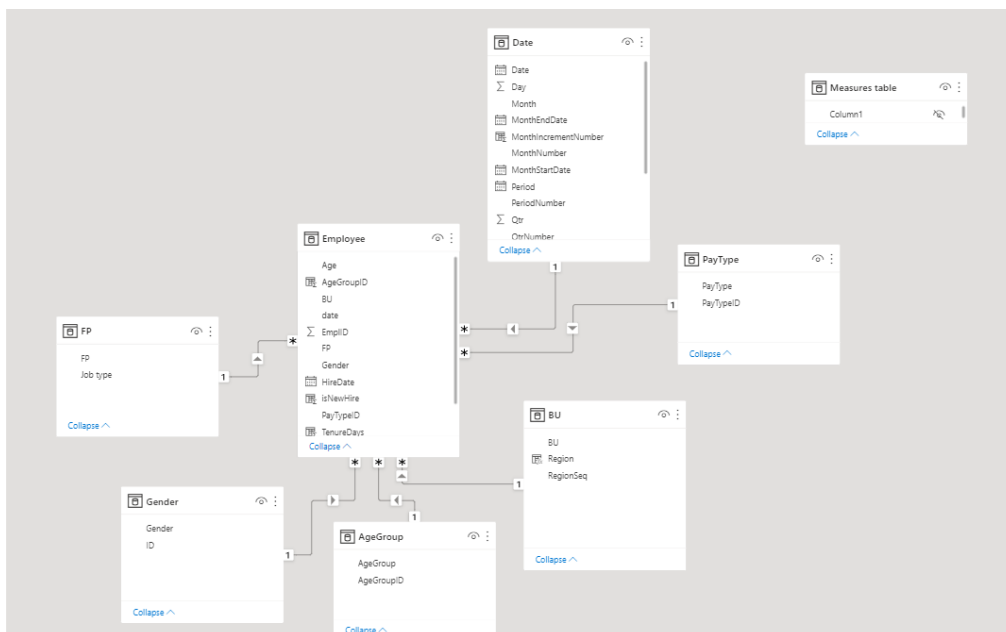 Date
Date
Day
Month
MonthEndDate
MonthIncrementNumber
MonthNumber
MonthStartDate
Period
PeriodNumber
Qtr
QtrNumber
Collapse
1
Measures table
Column1
Collapse
Employee
Age
AgeGroupID
BU
date
EmplID
FP
Gender
HireDate
isNewHire
PayTypeID
TenureDays
Collapse
*
*
*
*
*
*
PayType
PayType
PayTypeID
Collapse
1
FP
FP
Job type
Collapse
1
BU
BU
Region
RegionSeq
Collapse
1
Gender
Gender
ID
Collapse
1
AgeGroup
AgeGroup
AgeGroupID
Collapse
1